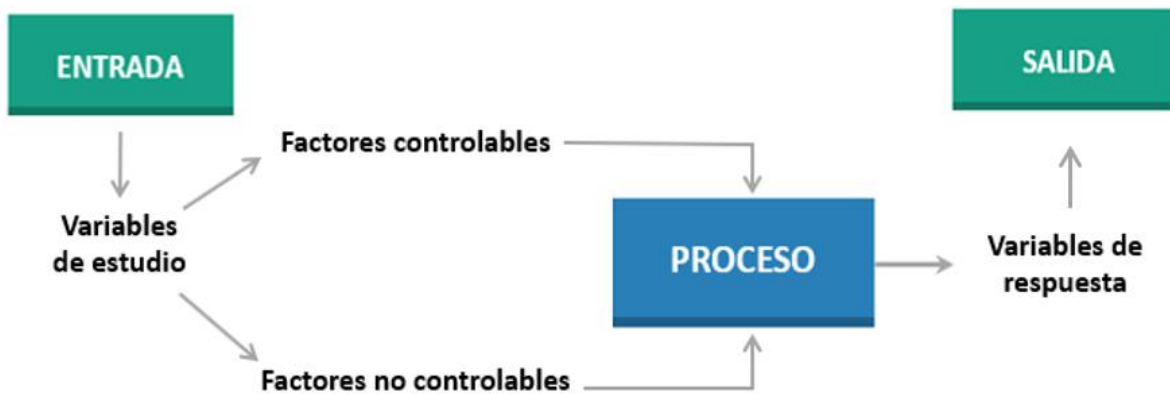 ENTRADA
SALIDA
Factores controlables
Variables
de estudio
PROCESO
Variables de
respuesta
Factores no controlables